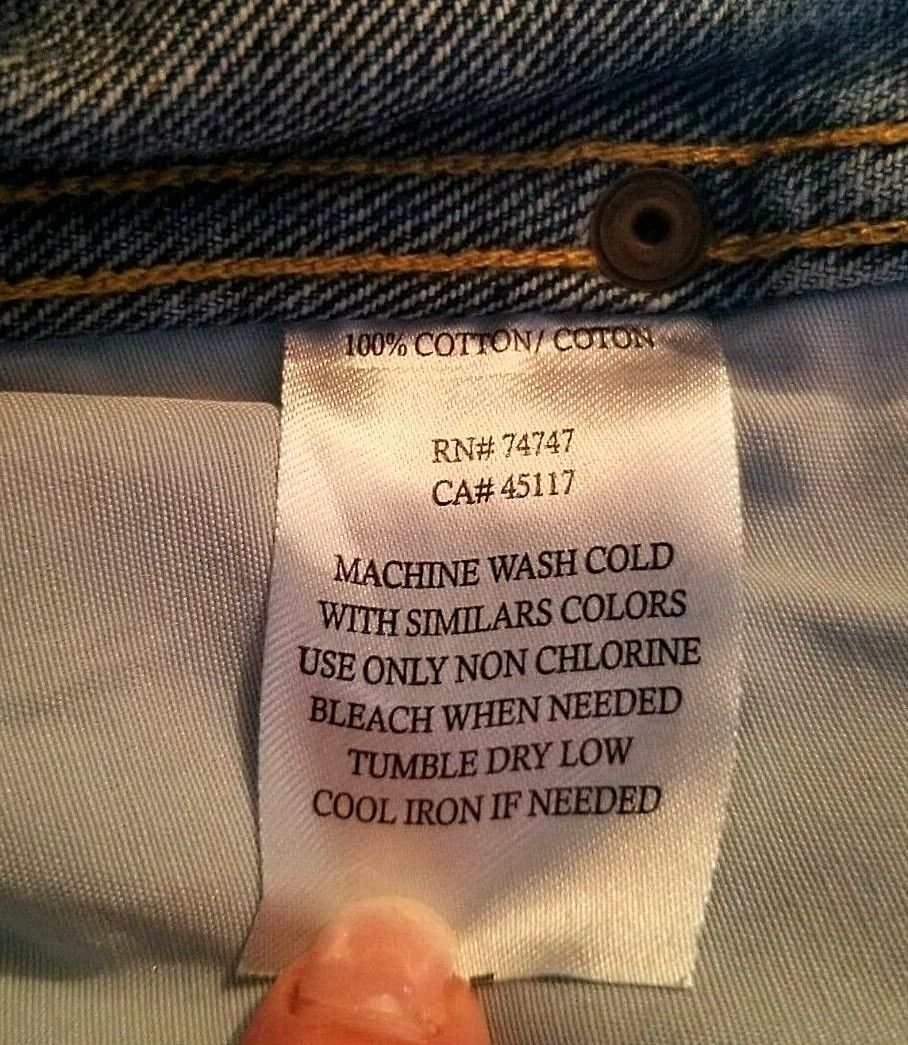 100% COTTON/ COTON
RN# 74747
CA# 45117
MACHINE WASH COLD
WITH SIMILARS COLORS
USE ONLY NON CHLORINE
BLEACH WHEN NEEDED
TUMBLE DRY LOW
COOL IRON IF NEEDED